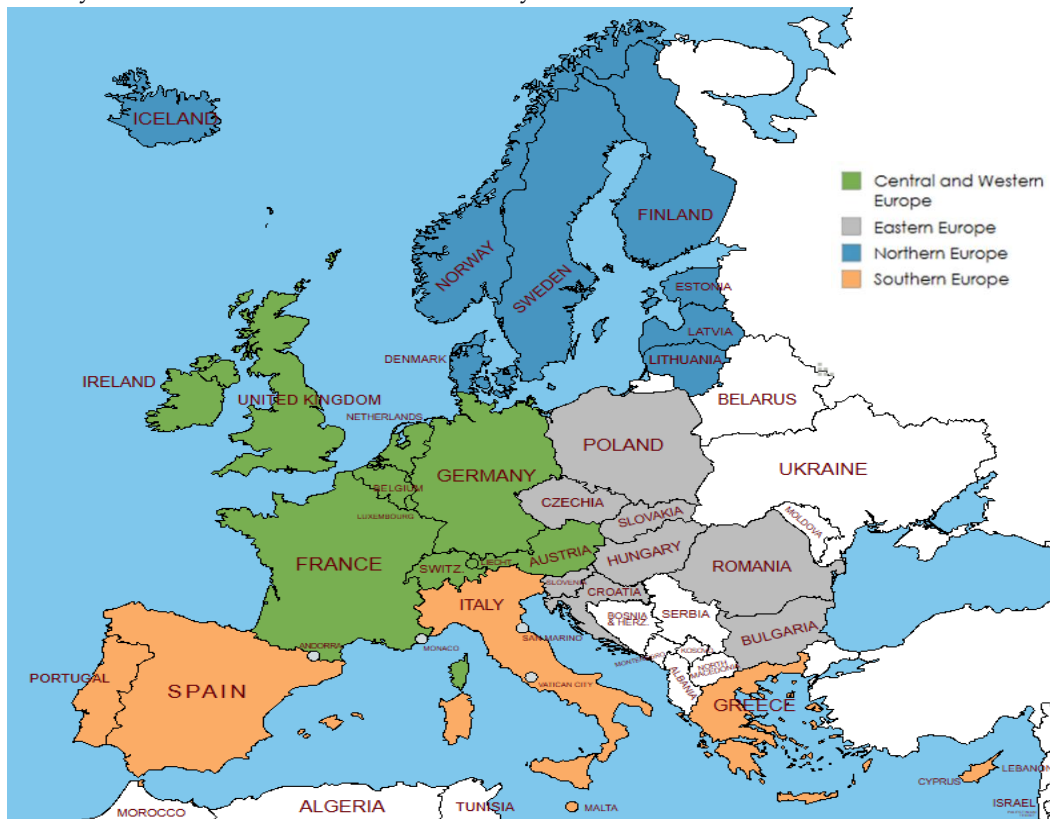 ICELAND
FINLAND
NORWAY
SWEDEN
ESTONIA
LATVIA
LITHUANIA
DENMARK
Central and Western
Europe
Eastern Europe
Northern Europe
Southern Europe
IRELAND
UNITED KINGDOM
NETHERLANDS
BELARUS
POLAND
UKRAINE
GERMANY
BELGIUM
LUXEMBOURG
CZECHIA
SLOVAKIA
MOLDOVA
FRANCE
SWITZ.
LIECHT.
AUSTRIA
HUNGARY
ROMANIA
SLOVENIA
CROATIA
ITALY
BOSNIA
& HERZ.
SERBIA
BULGARIA
ANDORRA
MONACO
SAN MARINO
MONTENEGRO
KOSOVO
NORTH
MACEDONIA
ALBANIA
PORTUGAL
SPAIN
VATICAN CITY
GREECE
CYPRUS
LEBANON
MOROCCO
ALGERIA
TUNISIA
MALTA
ISRAEL